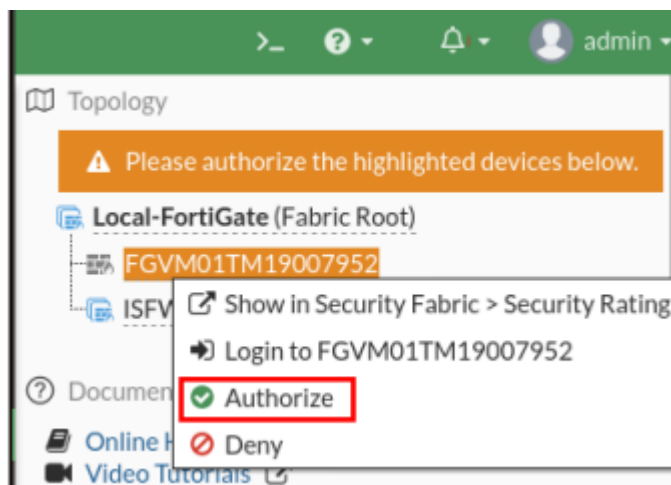 >_ admin
Topology
Please authorize the highlighted devices below.
Local-FortiGate (Fabric Root)
FGVM01TM19007952
Show in Security Fabric > Security Rating
Login to FGVM01TM19007952
Authorize
Deny
Online
Video Tutorials